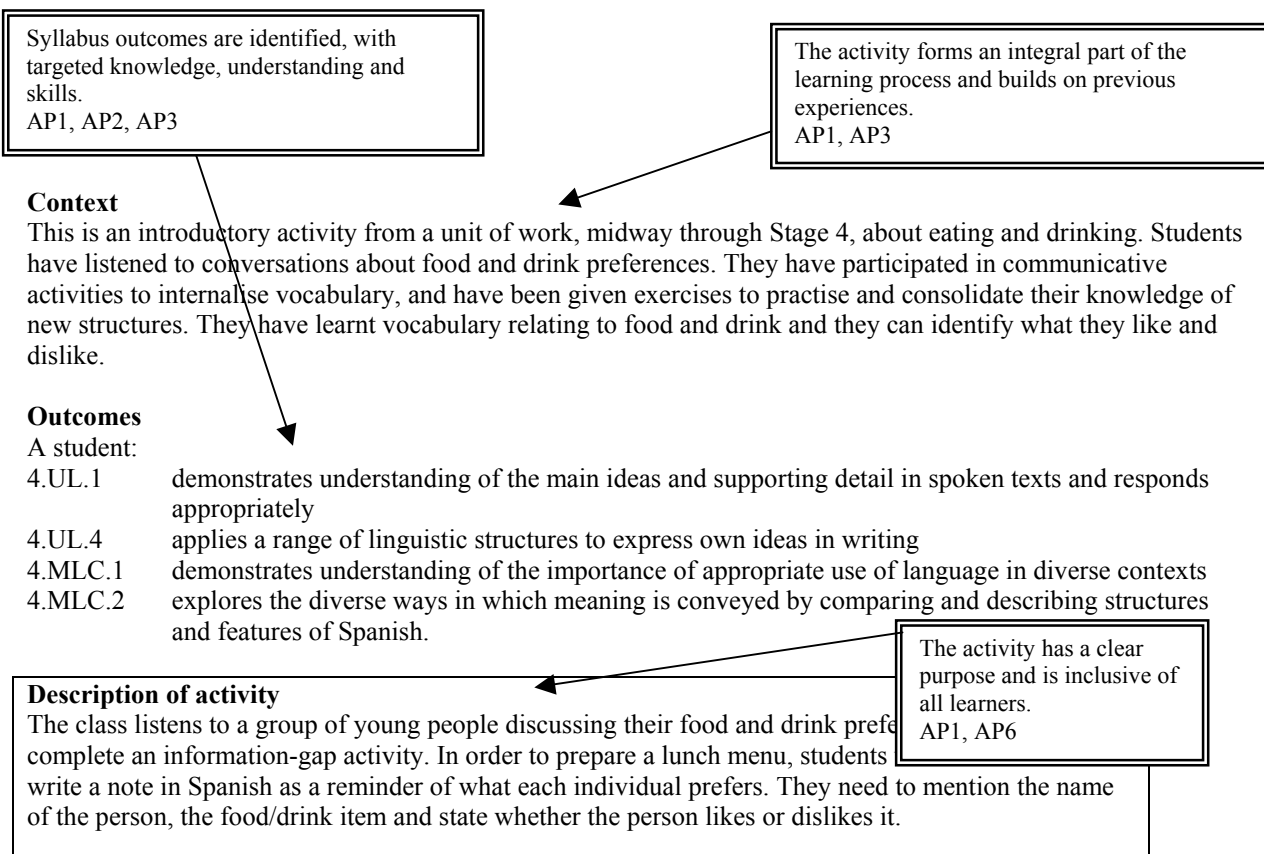 Syllabus outcomes are identified, with
targeted knowledge, understanding and
skills.
AP1, AP2, AP3
The activity forms an integral part of the
learning process and builds on previous
experiences.
AP1, AP3
Context
This is an introductory activity from a unit of work, midway through Stage 4, about eating and drinking. Students
have listened to conversations about food and drink preferences. They have participated in communicative
activities to internalise vocabulary, and have been given exercises to practise and consolidate their knowledge of
new structures. They have learnt vocabulary relating to food and drink and they can identify what they like and
dislike.
Outcomes
A student:
4.UL.1 demonstrates understanding of the main ideas and supporting detail in spoken texts and responds
appropriately
4.UL.4 applies a range of linguistic structures to express own ideas in writing
4.MLC.1 demonstrates understanding of the importance of appropriate use of language in diverse contexts
4.MLC.2 explores the diverse ways in which meaning is conveyed by comparing and describing structures
and features of Spanish.
The activity has a clear
purpose and is inclusive of
all learners.
AP1, AP6
Description of activity
The class listens to a group of young people discussing their food and drink
complete an information-gap activity. In order to prepare a lunch menu, students
write a note in Spanish as a reminder of what each individual prefers. They need to mention the name
of the person, the food/drink item and state whether the person likes or dislikes it.